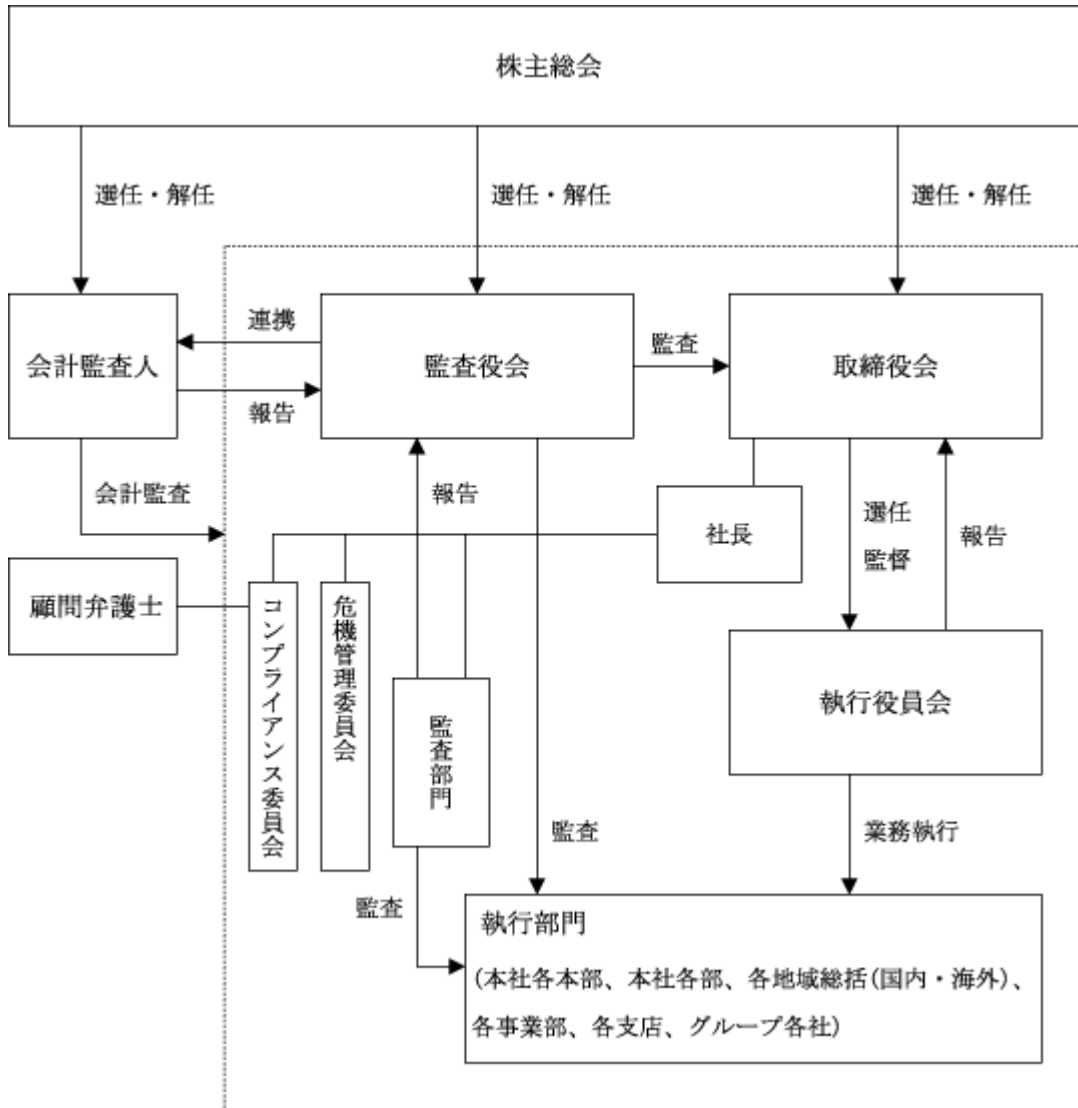 株主総会
選任・解任
選任・解任
選任・解任
会計監査人
連携
報告
監査役会
監査
取締役会
会計監査
報告
社長
選任
監督
報告
顧問弁護士
コンプライアンス委員会
危機管理委員会
監査部門
執行役員会
監査
監査
業務執行
執行部門
(本社各本部、本社各部、各地域総括(国内・海外)、
各事業部、各支店、グループ各社)